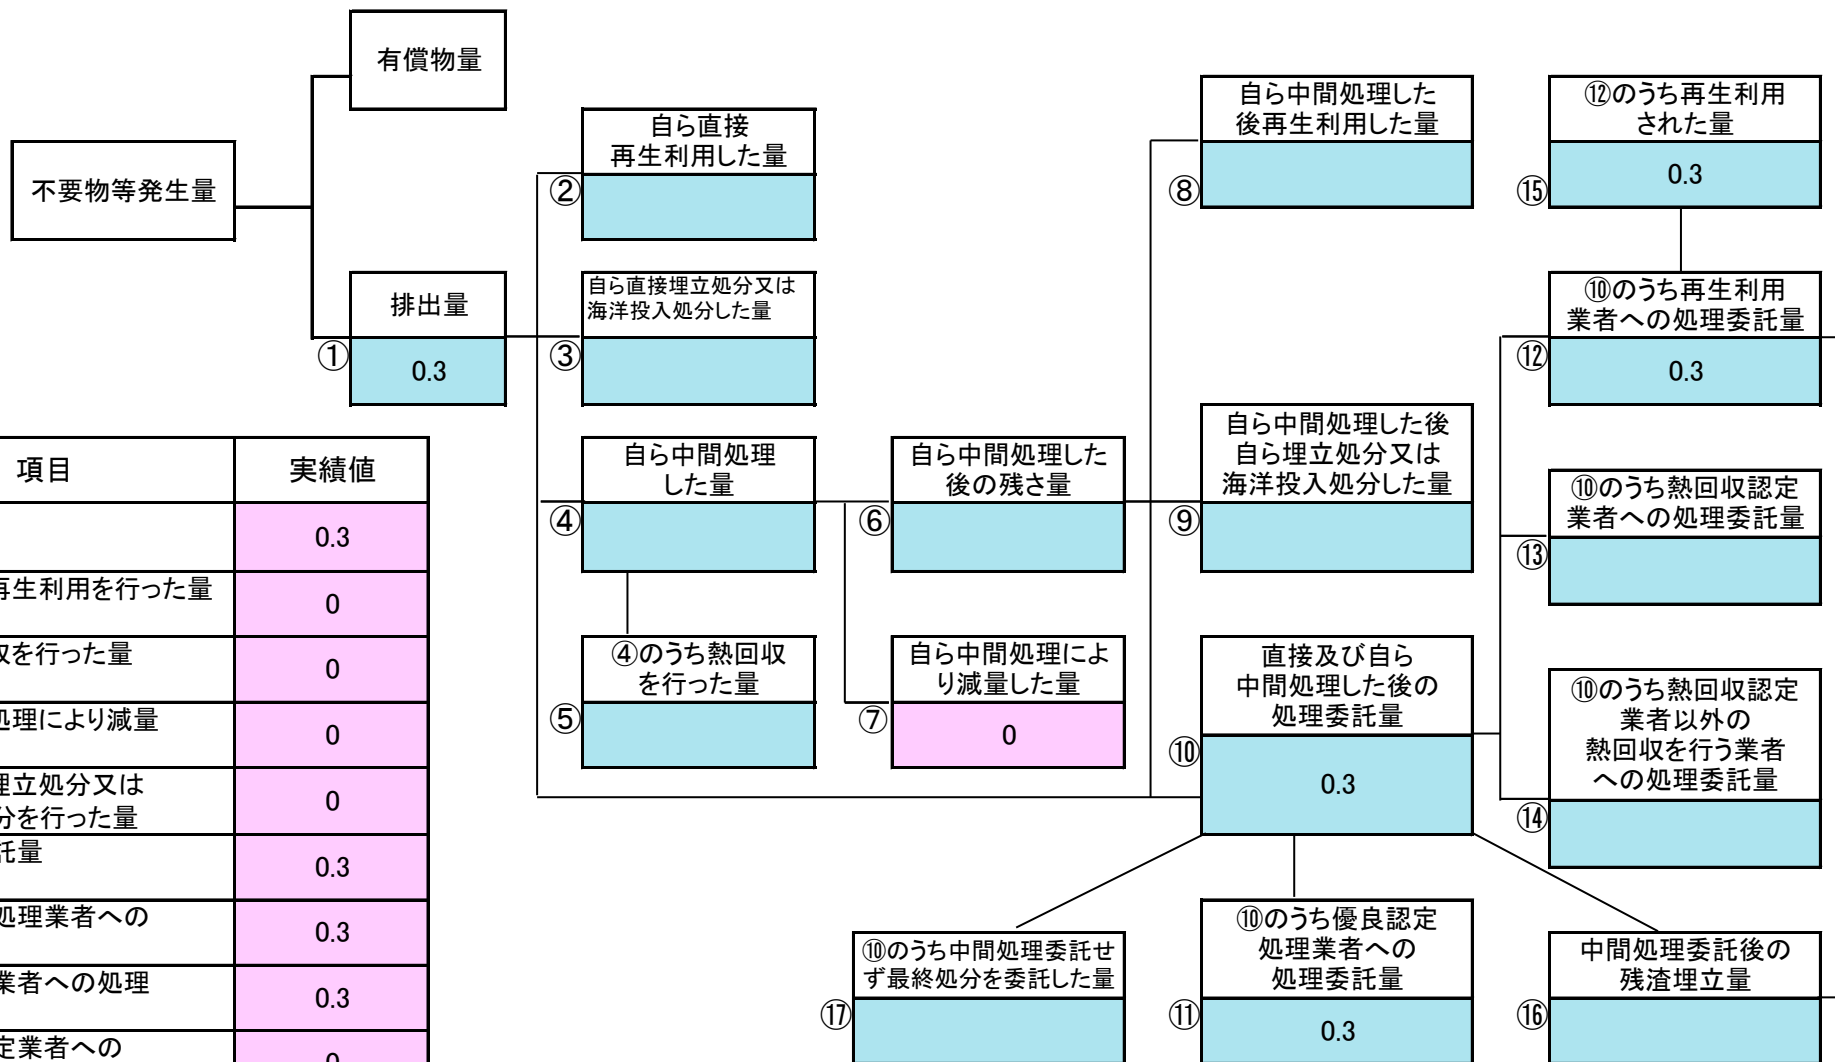 有償物量
不要物等発生量
排出量
①
0.3
自ら直接
再生利用した量
②
自ら直接埋立処分又は
海洋投入処分した量
③
自ら中間処理
した量
④
④のうち熱回収
を行った量
⑤
自ら中間処理した
後の残さ量
⑥
自ら中間処理によ
り減量した量
⑦
0
自ら中間処理した
後再生利用した量
⑧
自ら中間処理した後
自ら埋立処分又は
海洋投入処分した量
⑨
直接及び自ら
中間処理した後の
処理委託量
⑩
0.3
⑫のうち再生利用
された量
⑮
0.3
⑩のうち再生利用
業者への処理委託量
⑫
0.3
⑩のうち熱回収認定
業者への処理委託量
⑬
⑩のうち熱回収認定
業者以外の
熱回収を行う業者
への処理委託量
⑭
⑩のうち中間処理委託せ
ず最終処分を委託した量
⑰
⑩のうち優良認定
処理業者への
処理委託量
⑪
0.3
中間処理委託後の
残渣埋立量
⑯
項目 実績値
0.3
再生利用を行った量 0
収を行った量 0
処理により減量 0
埋立処分又は
分を行った量 0
託量 0.3
処理業者への 0.3
業者への処理 0.3
定業者への 0